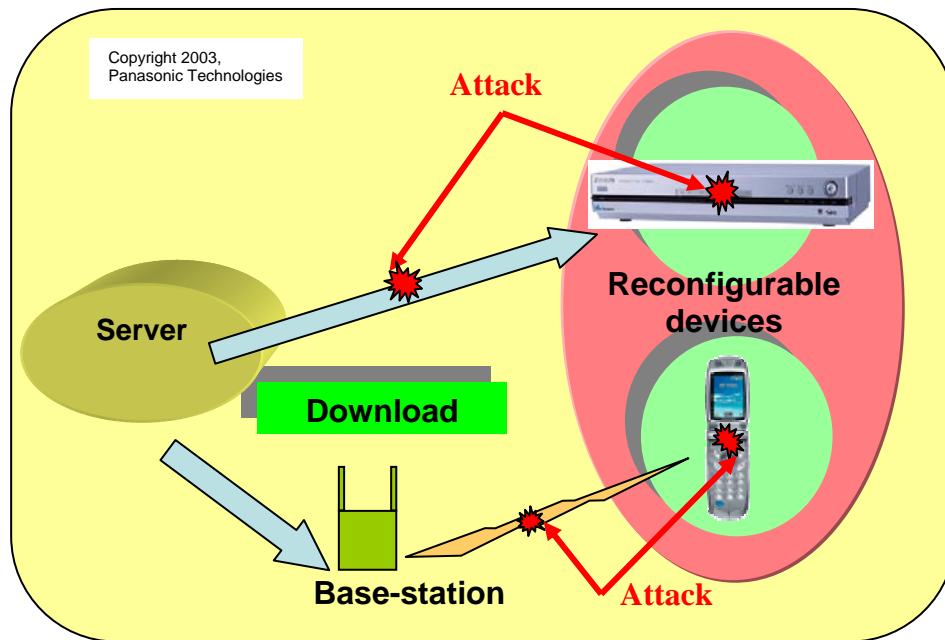 Copyright 2003,
Panasonic Technologies
Attack
Reconfigurable
devices
Server
Download
Base-station
Attack